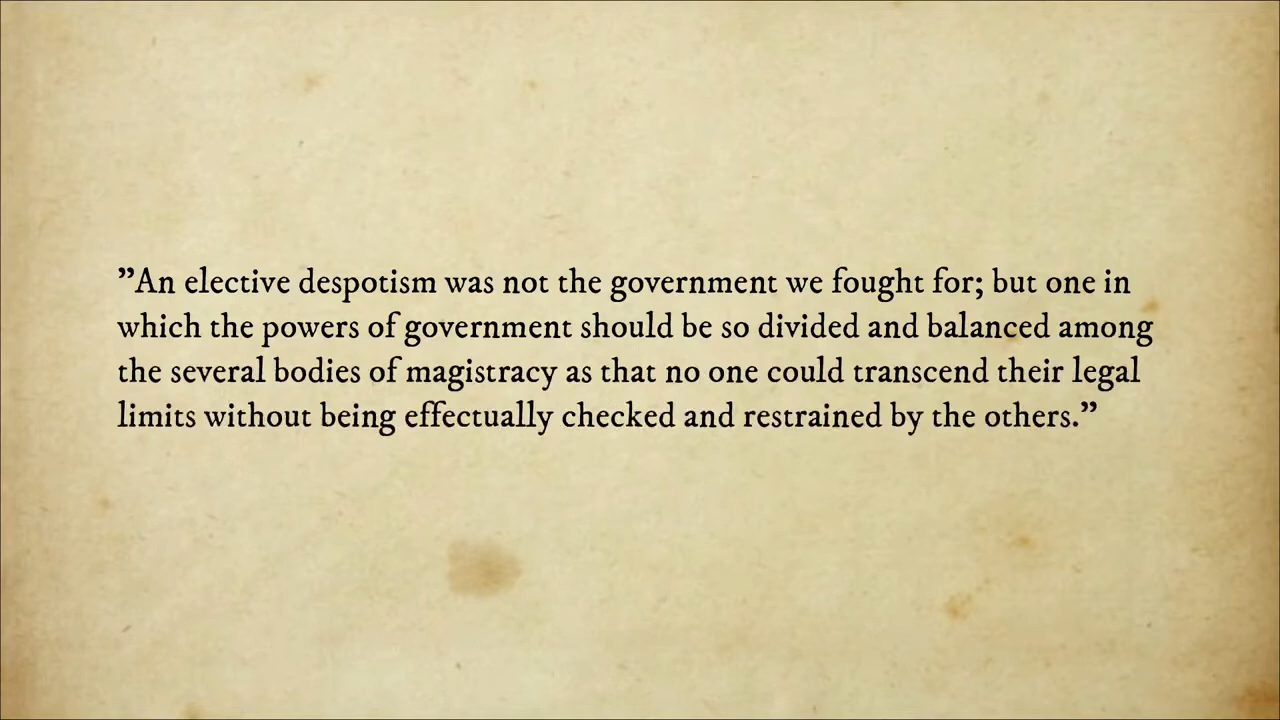 ”An elective despotism was not the government we fought for; but one in
which the powers of government should be so divided and balanced among
the several bodies of magistracy as that no one could transcend their legal
limits without being effectually checked and restrained by the others.”